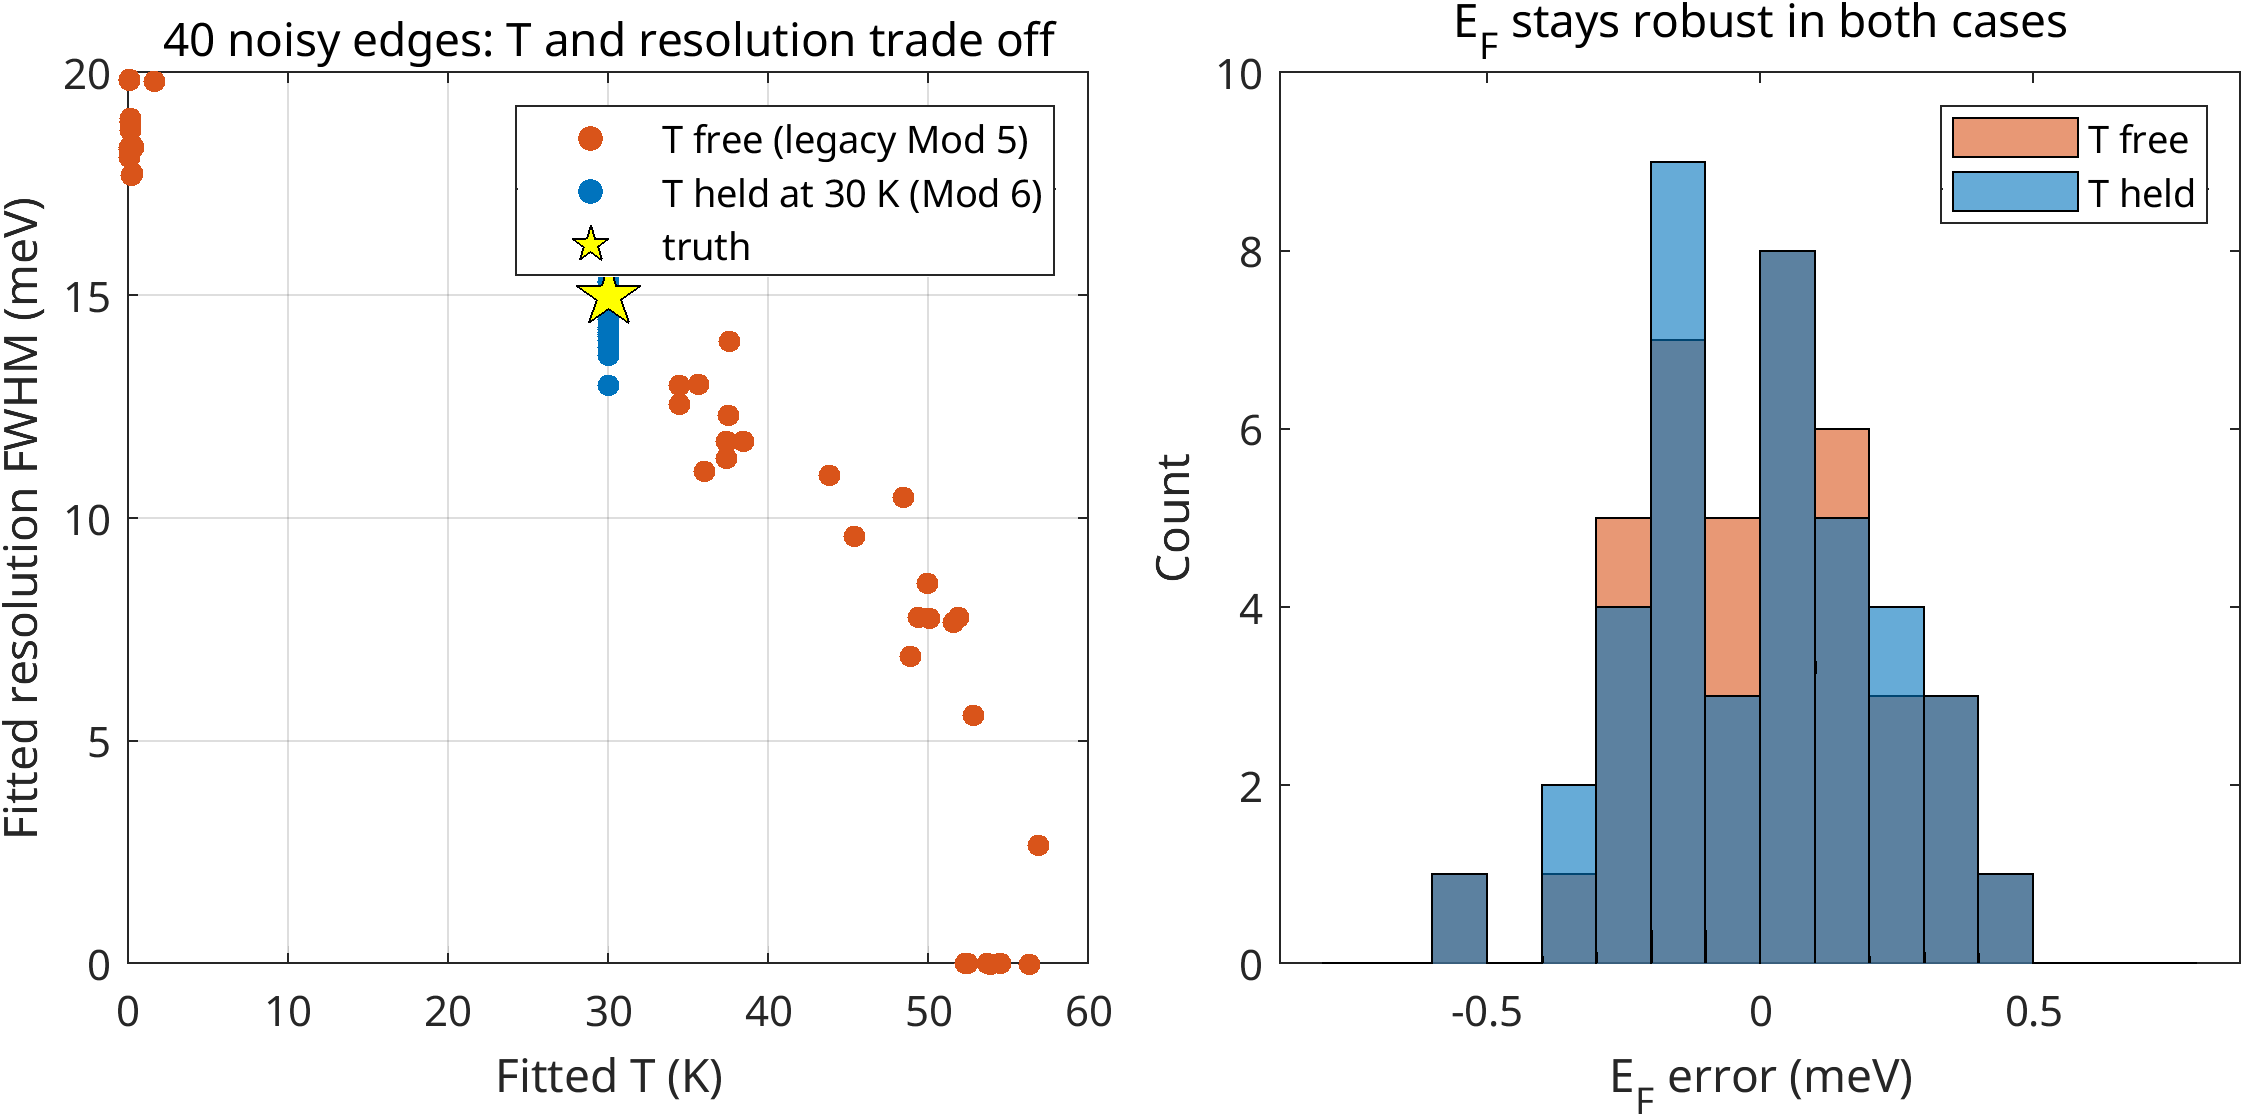 40 noisy edges: T and resolution trade off
20
15
10
5
0
Fitted resolution FWHM (meV)
T free (legacy Mod 5)
T held at 30 K (Mod 6)
truth
0 10 20 30 40 50 60
Fitted T (K)
E_F stays robust in both cases
10
8
6
4
2
0
Count
T free
T held
-0.5 0 0.5
E_F error (meV)